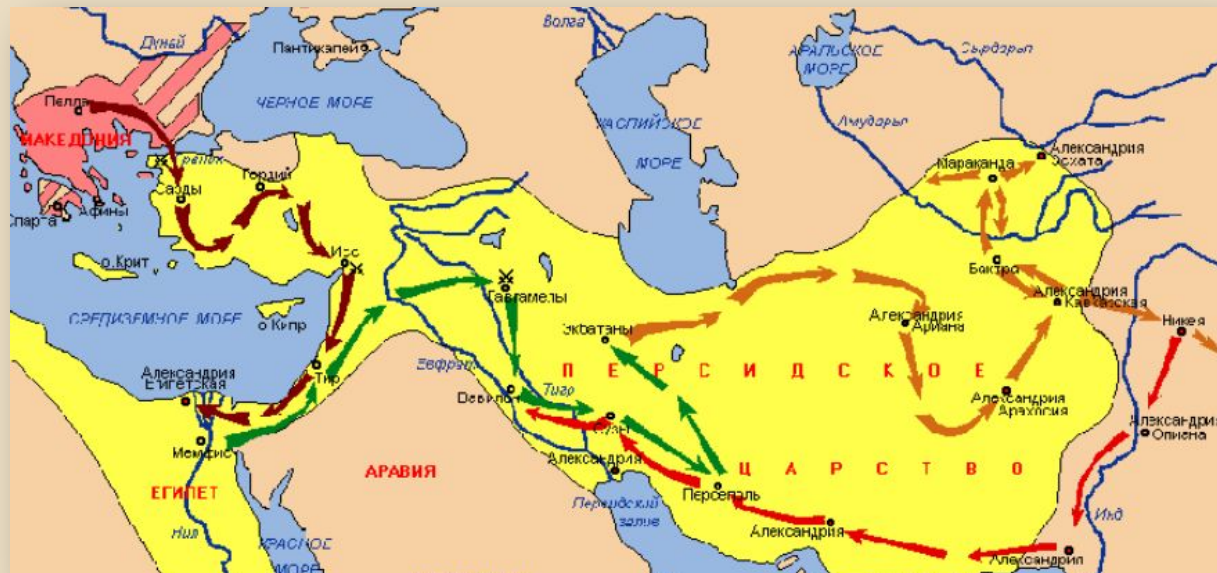 Дунай
Волга
Пантикапей
АРАЛЬСКОЕ
МОРЕ
Сырдарья
Пелла
ЧЕРНОЕ МОРЕ
КАСПИЙСКОЕ
МОРЕ
Амударья
МАКЕДОНИЯ
Граник
Гордий
Сарды
Мараканда
Александрия
Эсхата
Спарта
Афины
о.Крит
Исс
Бактра
Гавгамелы
Александрия
Кавказская
СРЕДИЗЕМНОЕ МОРЕ
о.Кипр
Экбатаны
Александрия
Ариана
Никея
Александрия
Египетская
Тир
Евфрат
ПЕРСИДСКОЕ
Вавилон
Тигр
Сузы
Александрия
Арахосия
Александрия
Опиена
Мемфис
АРАВИЯ
Александрия
ЦАРСТВО
ЕГИПЕТ
Персеполь
Персидский
залив
Нил
КРАСНОЕ
МОРЕ
Александрия
Инд
Александрия